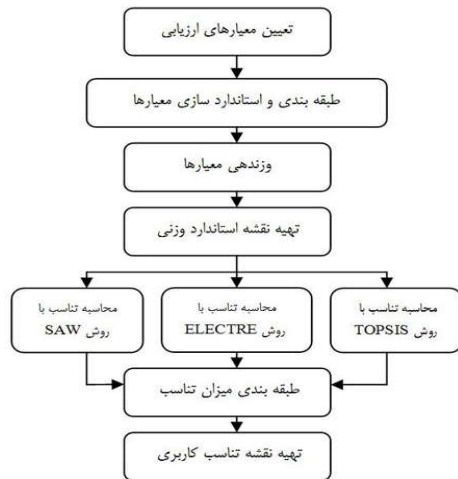 تعیین معیارهای ارزیابی
طبقه بندی و استاندارد سازی معیارها
وزندهی معیارها
تهیه نقشه استاندارد وزنی
محاسبه تناسب با
روش TOPSIS
محاسبه تناسب با
روش ELECTRE
محاسبه تناسب با
روش SAW
طبقه بندی میزان تناسب
تهیه نقشه تناسب کاربری